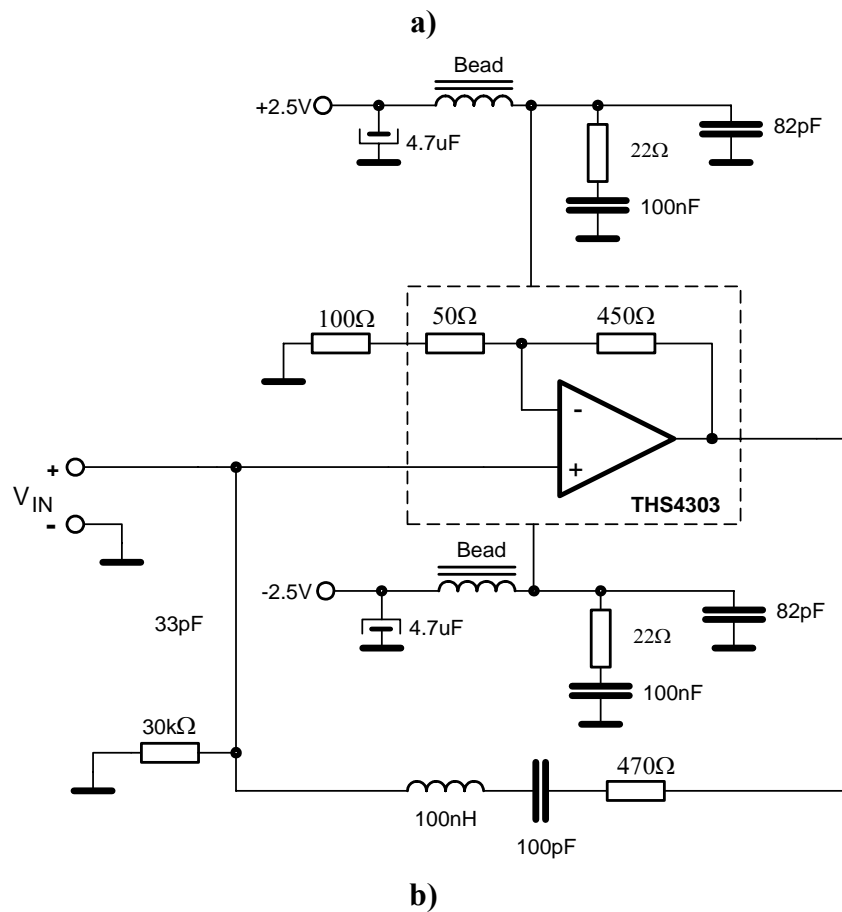 a)
Bead
+2.5V
4.7uF
22Ω
82pF
100nF
100Ω
50Ω
450Ω
-
+
+
V_IN
-
THS4303
Bead
-2.5V
4.7uF
22Ω
82pF
100nF
33pF
30kΩ
470Ω
100nH
100pF
b)